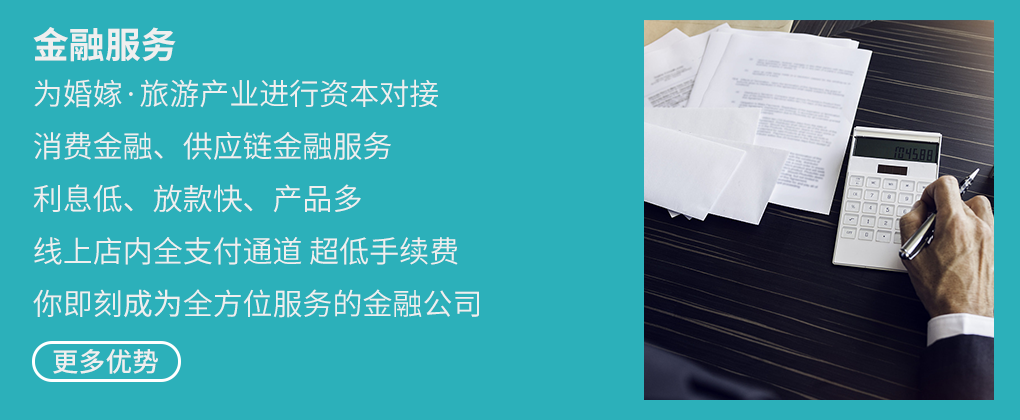 金融服务
为婚嫁·旅游产业进行资本对接
消费金融、供应链金融服务
利息低、放款快、产品多
线上店内全支付通道 超低手续费
你即刻成为全方位服务的金融公司
更多优势